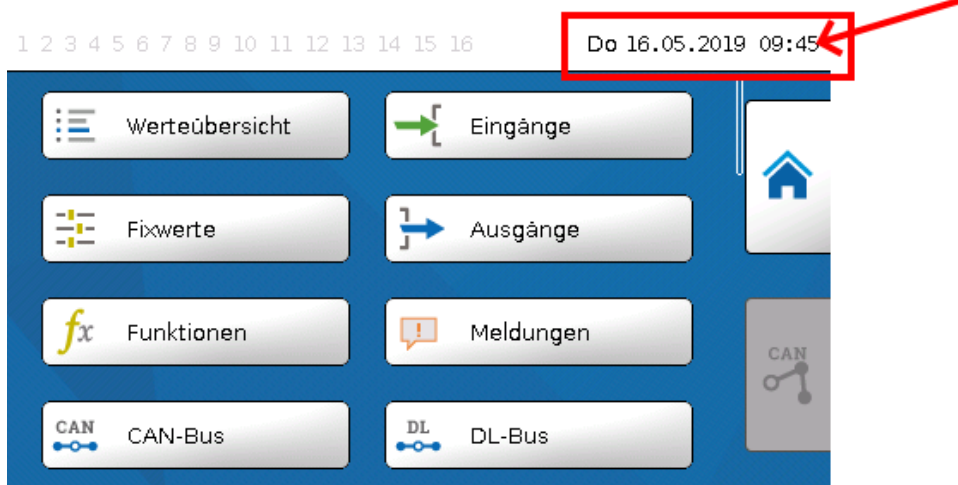 1 2 3 4 5 6 7 8 9 10 11 12 13 14 15 16 Do 16.05.2019 09:45
Werteübersicht Eingänge
Fixwerte Ausgänge
fx Funktionen ! Meldungen
CAN
CAN CAN-Bus DL DL-Bus